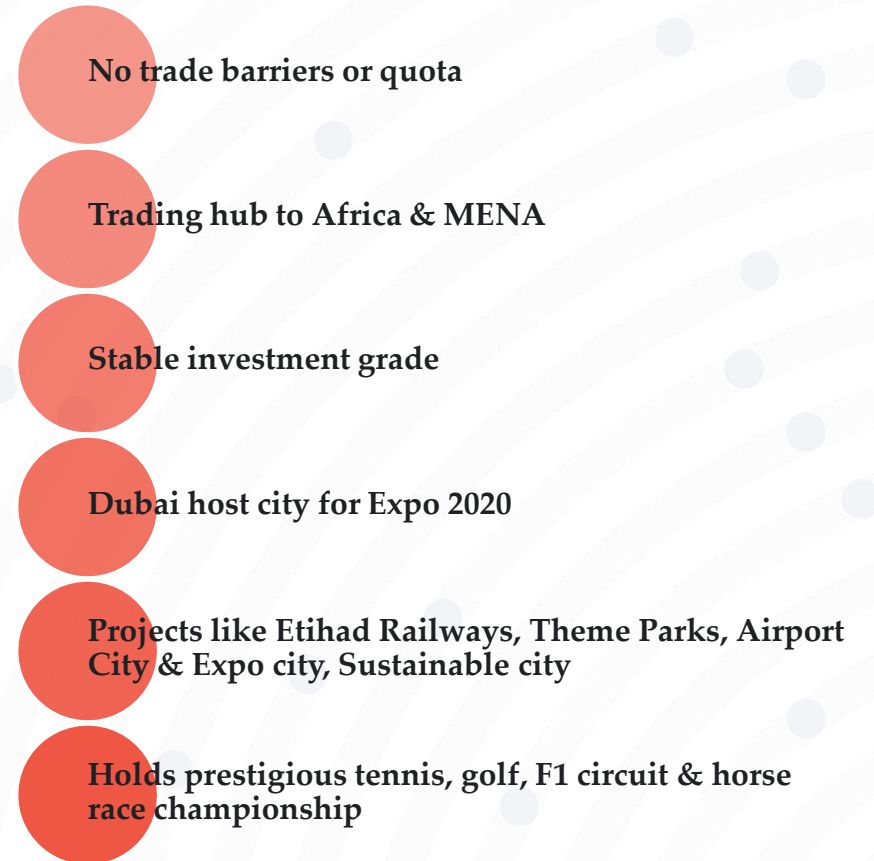 No trade barriers or quota
Trading hub to Africa & MENA
Stable investment grade
Dubai host city for Expo 2020
Projects like Etihad Railways, Theme Parks, Airport
City & Expo city, Sustainable city
Holds prestigious tennis, golf, F1 circuit & horse
race championship